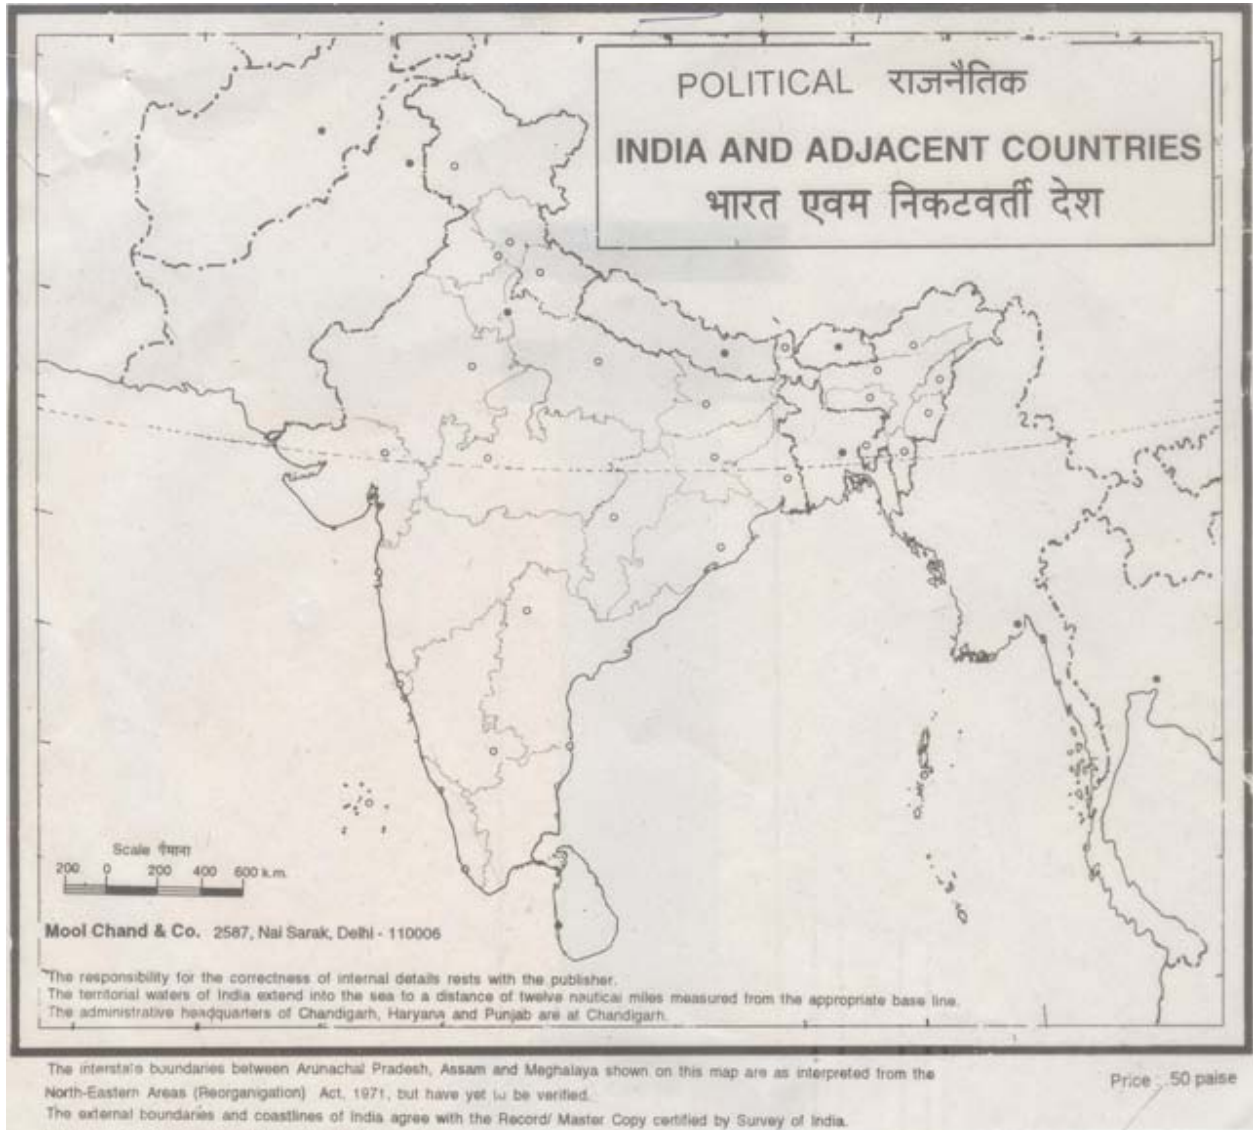 POLITICAL राजनैतिक
INDIA AND ADJACENT COUNTRIES
भारत एवम निकटवर्ती देश
Scale पैमाना
200 0 200 400 600 k.m.
Mool Chand & Co. 2587, Nai Sarak, Delhi - 110006
The responsibility for the correctness of internal details rests with the publisher.
The territorial waters of India extend into the sea to a distance of twelve nautical miles measured from the appropriate base line.
The administrative headquarters of Chandigarh, Haryana and Punjab are at Chandigarh.
The interstate boundaries between Arunachal Pradesh, Assam and Meghalaya shown on this map are as interpreted from the
North-Eastern Areas (Reorganigation) Act, 1971, but have yet to be verified.
The external boundaries and coastlines of India agree with the Record/ Master Copy certified by Survey of India.
Price : .50 paise